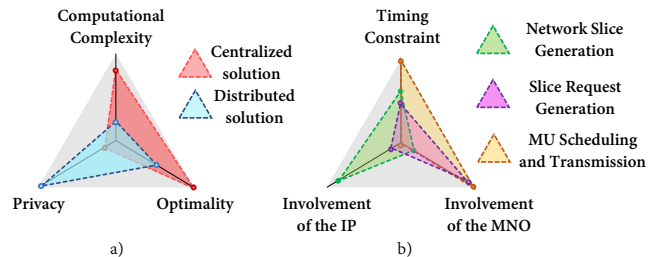 Computational
Complexity
Centralized
solution
Distributed
solution
Privacy
Optimality
a)
Timing
Constraint
Network Slice
Generation
Slice Request
Generation
MU Scheduling
and Transmission
Involvement
of the IP
Involvement
of the MNO
b)